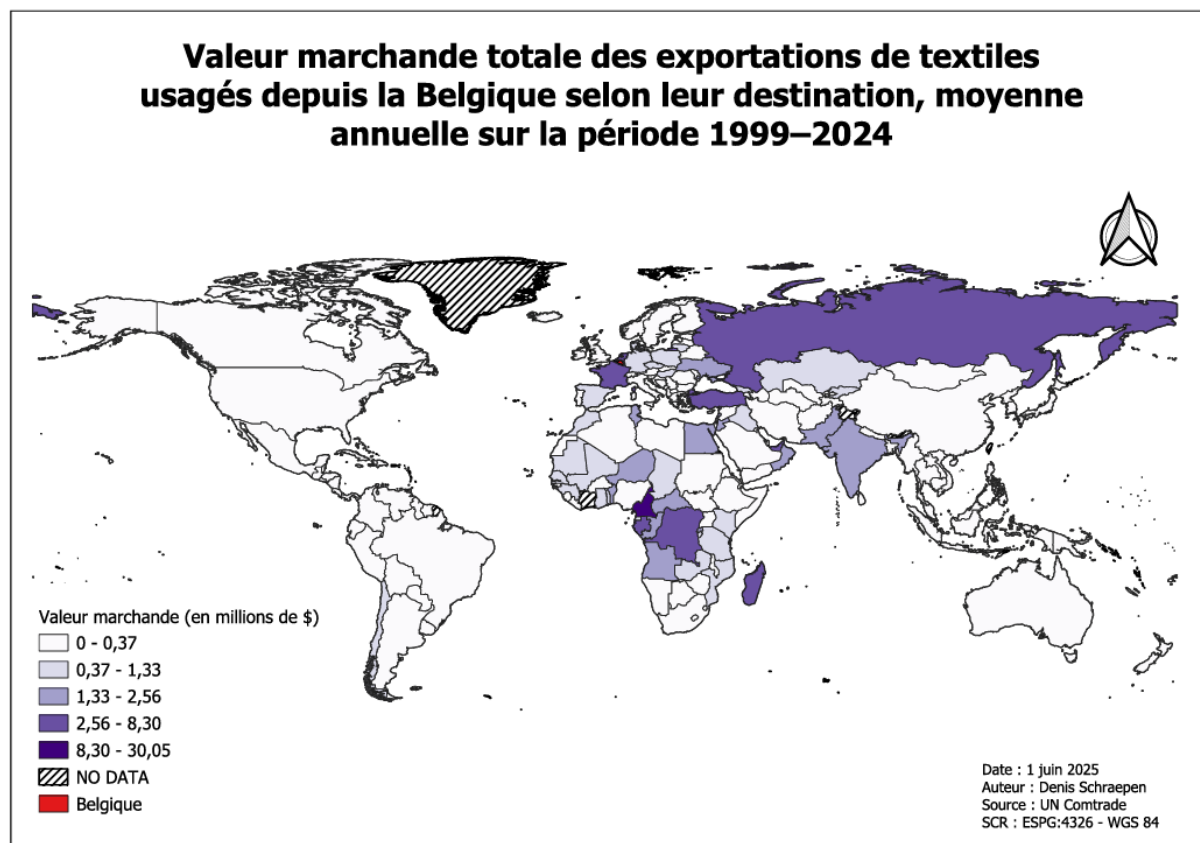 Valeur marchande totale des exportations de textiles
usagés depuis la Belgique selon leur destination, moyenne
annuelle sur la période 1999–2024
Valeur marchande (en millions de $)
0 - 0,37
0,37 - 1,33
1,33 - 2,56
2,56 - 8,30
8,30 - 30,05
NO DATA
Belgique
Date : 1 juin 2025
Auteur : Denis Schraepen
Source : UN Comtrade
SCR : ESPG:4326 - WGS 84